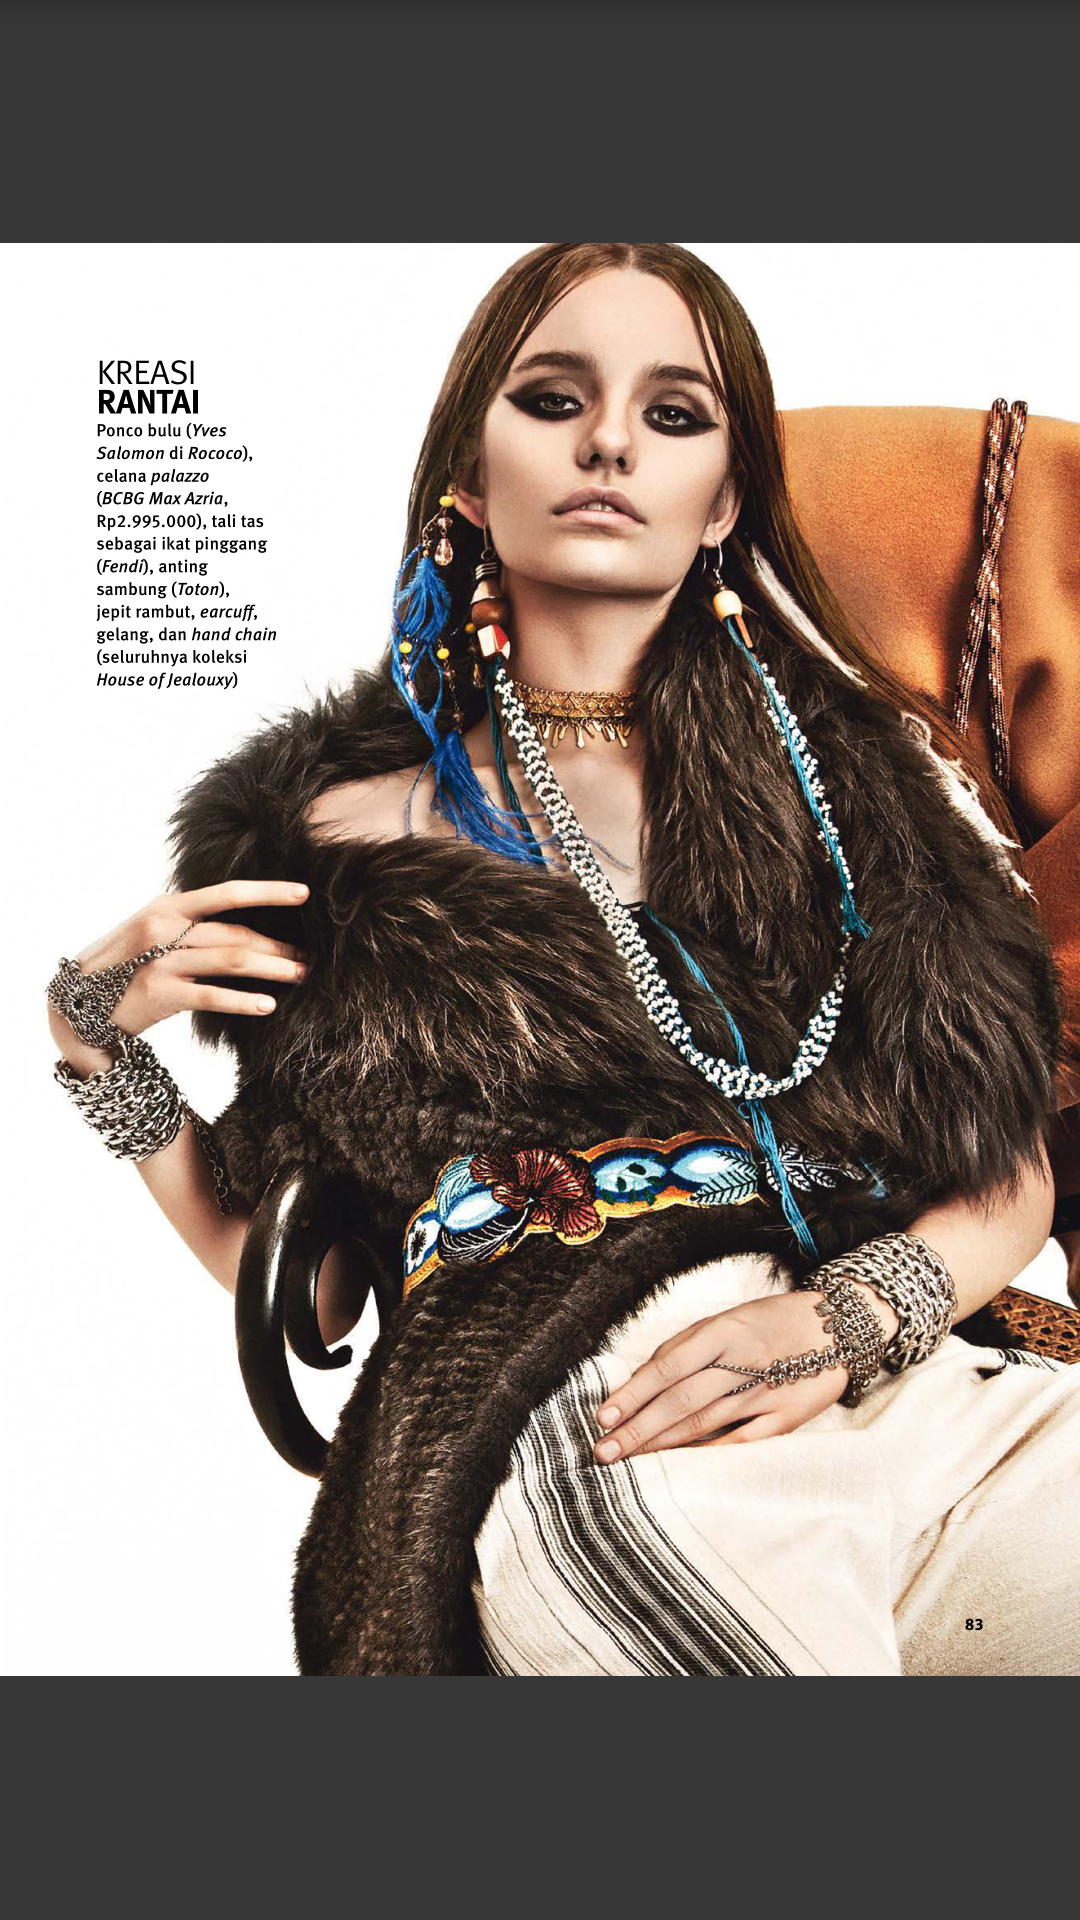 KREASI
RANTAI
Ponco bulu (Yves
Salomon di Rococo),
celana palazzo
(BCBG Max Azria,
Rp2.995.000), tali tas
sebagai ikat pinggang
(Fendi), anting
sambung (Toton),
jepit rambut, earcuff,
gelang, dan hand chain
(seluruhnya koleksi
House of Jealouxy)
83